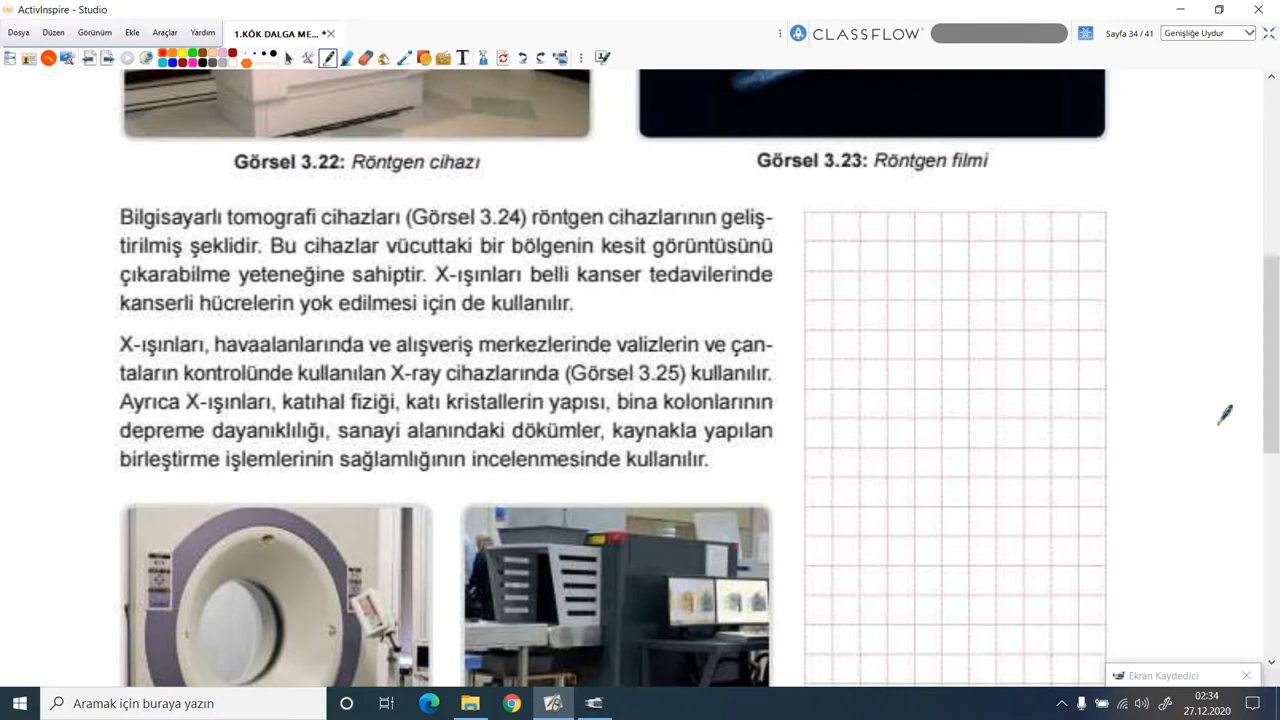 ActivInspire - Studio
Dosya Düzen Görünüm Ekle Araçlar Yardım 1.KÖK DALGA ME... * CLASSFLOW Sayfa 34 / 41 Genişliğe Uydur
Görsel 3.22: Röntgen cihazı
Görsel 3.23: Röntgen filmi
Bilgisayarlı tomografi cihazları (Görsel 3.24) röntgen cihazlarının geliş-
tirilmiş şeklidir. Bu cihazlar vücuttaki bir bölgenin kesit görüntüsünü
çıkarabilme yeteneğine sahiptir. X-ışınları belli kanser tedavilerinde
kanserli hücrelerin yok edilmesi için de kullanılır.
X-ışınları, havaalanlarında ve alışveriş merkezlerinde valizlerin ve çan-
taların kontrolünde kullanılan X-ray cihazlarında (Görsel 3.25) kullanılır.
Ayrıca X-ışınları, katıhal fiziği, katı kristallerin yapısı, bina kolonlarının
depreme dayanıklılığı, sanayi alanındaki dökümler, kaynakla yapılan
birleştirme işlemlerinin sağlamlığının incelenmesinde kullanılır.
Ekran Kaydedici
Aramak için buraya yazın
02:34
27.12.2020